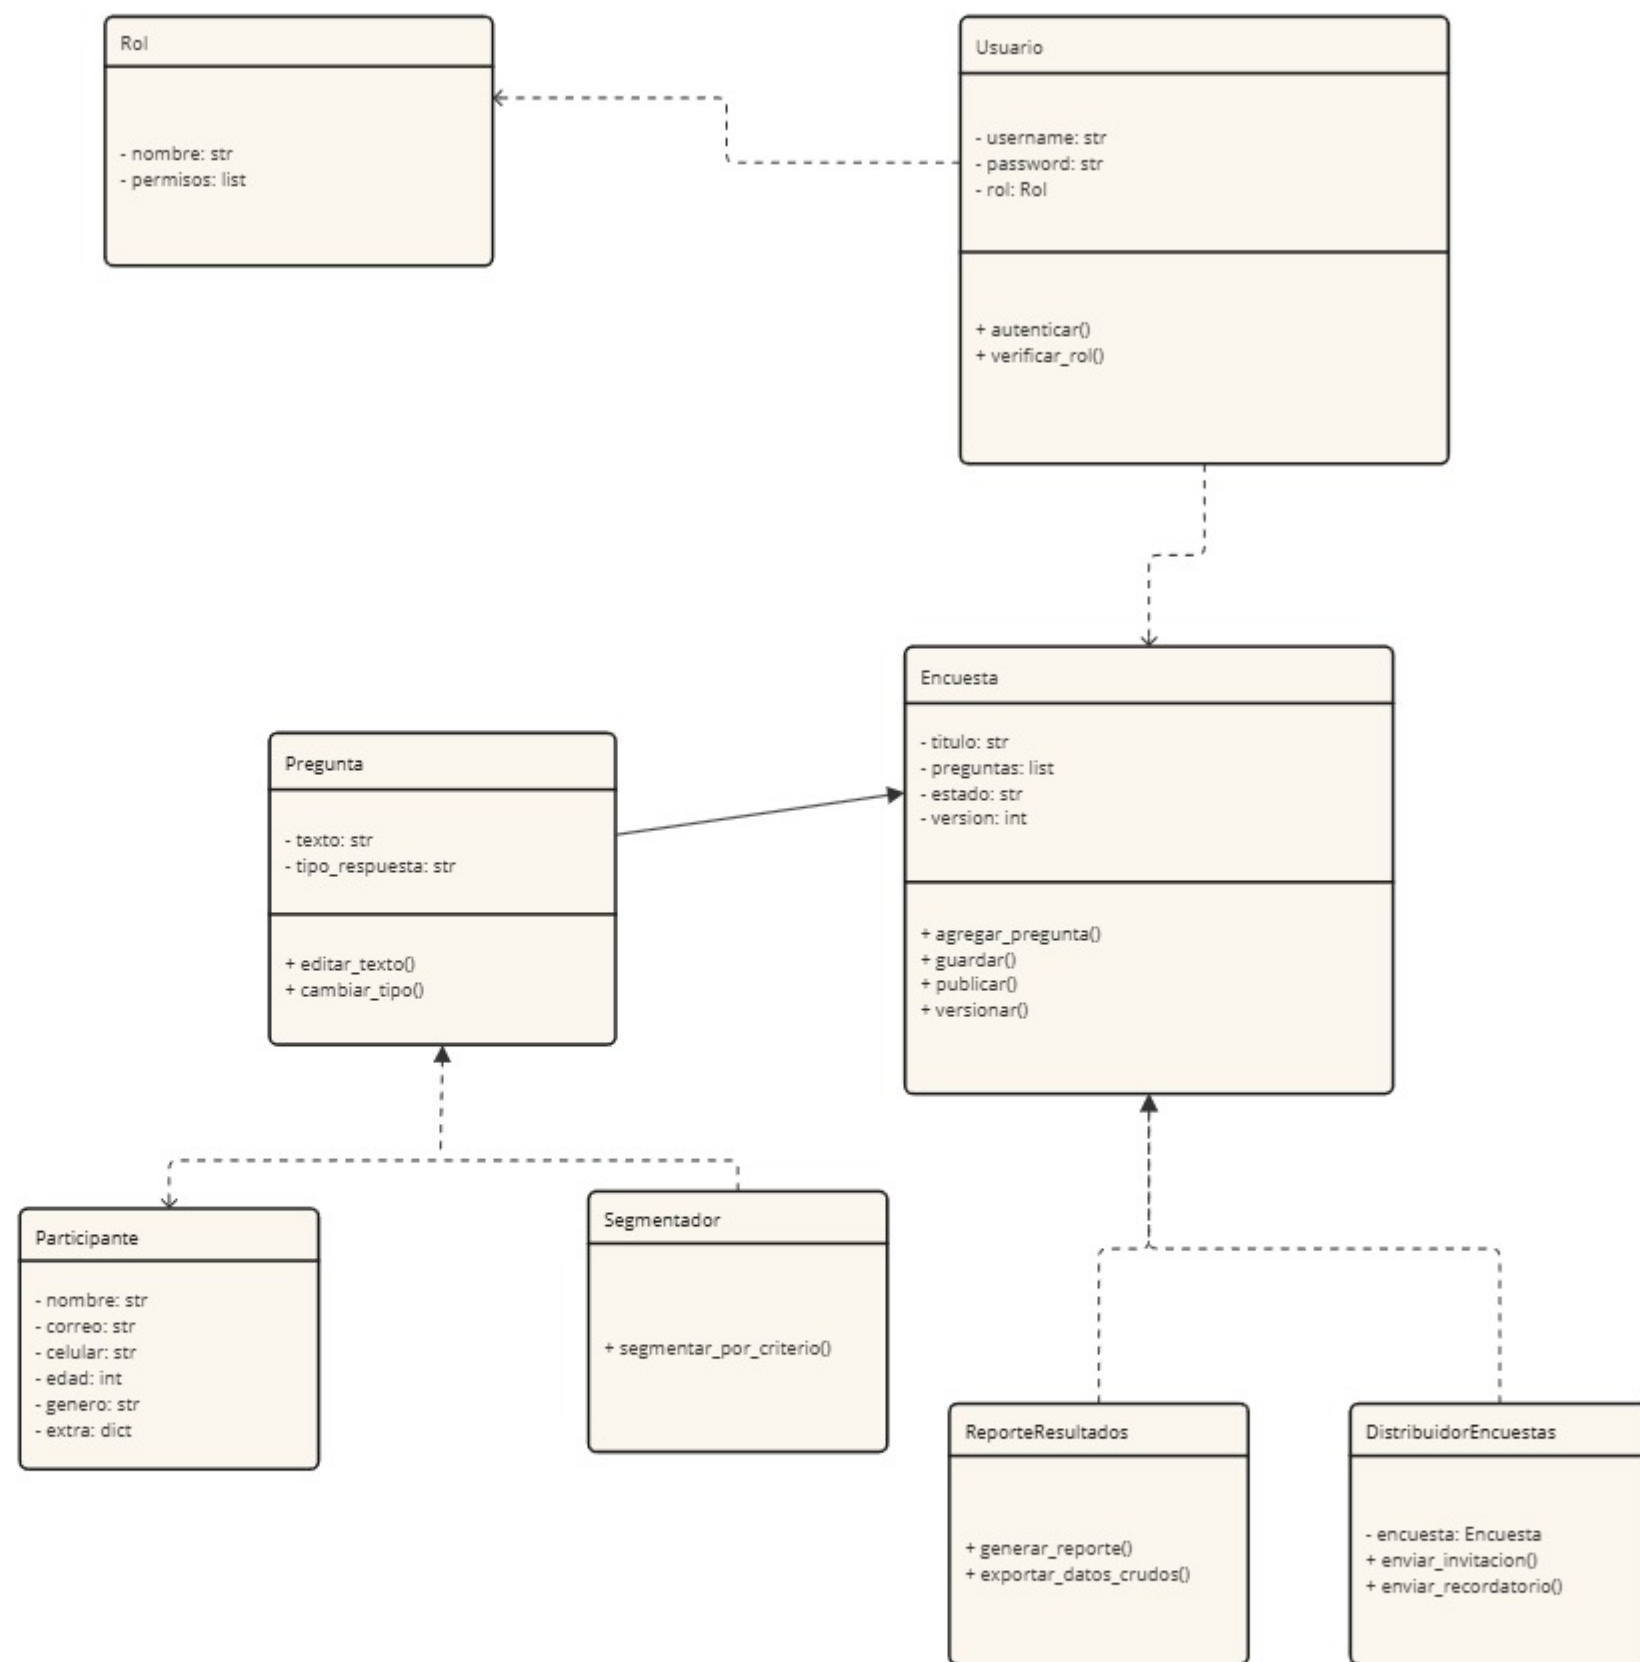 Rol
- nombre: str
- permisos: list
Usuario
- username: str
- password: str
- rol: Rol
+ autenticar()
+ verificar_rol()
Encuesta
- titulo: str
- preguntas: list
- estado: str
- version: int
+ agregar_pregunta()
+ guardar()
+ publicar()
+ versionar()
Pregunta
- texto: str
- tipo_respuesta: str
+ editar_texto()
+ cambiar_tipo()
Participante
- nombre: str
- correo: str
- celular: str
- edad: int
- genero: str
- extra: dict
Segmentador
+ segmentar_por_criterio()
ReporteResultados
+ generar_reporte()
+ exportar_datos_crudos()
DistribuidorEncuestas
- encuesta: Encuesta
+ enviar_invitacion()
+ enviar_recordatorio()